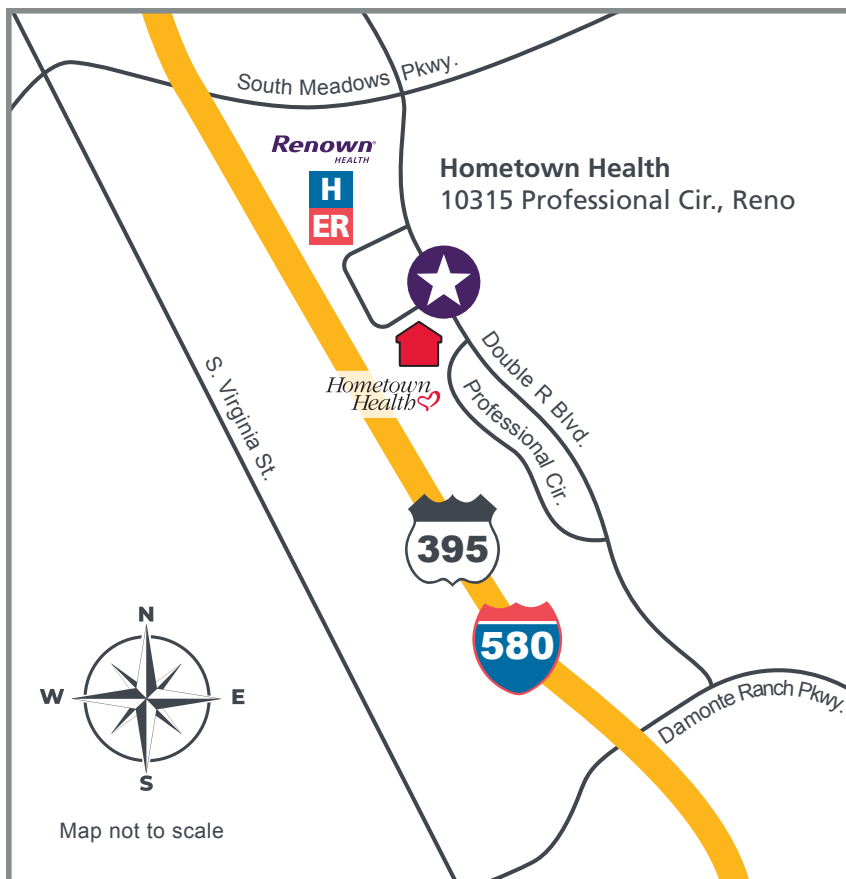 South Meadows Pkwy.
Renown®
HEALTH
H
ER
Hometown Health
10315 Professional Cir., Reno
Double R Blvd.
S. Virginia St.
Hometown
Health
Professional Cir.
395
580
N
W
E
S
Damonte Ranch Pkwy.
Map not to scale